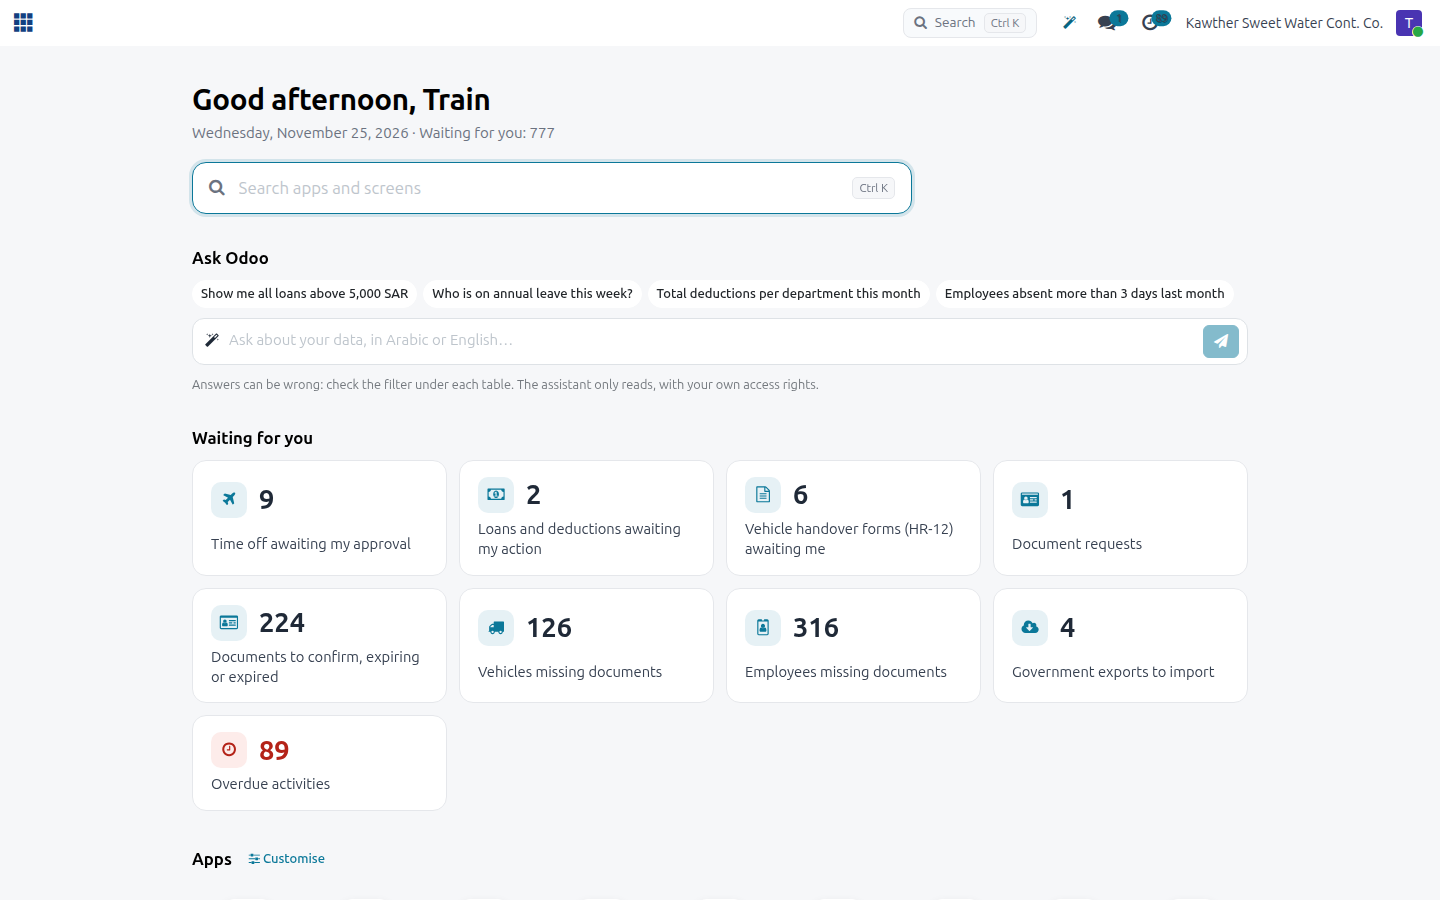 Search Ctrl K
1
89
Kawther Sweet Water Cont. Co.
T
Good afternoon, Train
Wednesday, November 25, 2026 · Waiting for you: 777
Search apps and screens
Ctrl K
Ask Odoo
Show me all loans above 5,000 SAR
Who is on annual leave this week?
Total deductions per department this month
Employees absent more than 3 days last month
Ask about your data, in Arabic or English...
Answers can be wrong: check the filter under each table. The assistant only reads, with your own access rights.
Waiting for you
9
Time off awaiting my approval
2
Loans and deductions awaiting
my action
6
Vehicle handover forms (HR-12)
awaiting me
1
Document requests
224
Documents to confirm, expiring
or expired
126
Vehicles missing documents
316
Employees missing documents
4
Government exports to import
89
Overdue activities
Apps
Customise